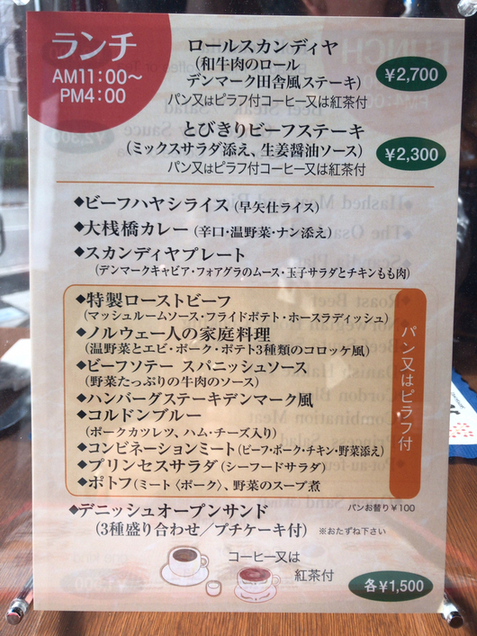 ランチ
AM11:00〜
PM4:00
ロールスカンディヤ
(和牛肉のロール
デンマーク田舎風ステーキ)
¥2,700
パン又はピラフ付コーヒー又は紅茶付
とびきりビーフステーキ
(ミックスサラダ添え、生姜醤油ソース)
¥2,300
パン又はピラフ付コーヒー又は紅茶付
◆ビーフハヤシライス(早矢仕ライス)
◆大桟橋カレー(辛口・温野菜・ナン添え)
◆スカンディヤプレート
(デンマークキャビア・フォアグラのムース・玉子サラダとチキンもも肉)
◆特製ローストビーフ
(マッシュルームソース・フライドポテト・ホースラディッシュ)
◆ノルウェー人の家庭料理
(温野菜とエビ・ポーク・ポテト3種類のコロッケ風)
◆ビーフソテー スパニッシュソース
(野菜たっぷりの牛肉のソース)
◆ハンバーグステーキデンマーク風
◆コルドンブルー
(ポークカツレツ、ハム・チーズ入り)
◆コンビネーションミート(ビーフ・ポーク・チキン・野菜添え)
◆プリンセスサラダ(シーフードサラダ)
◆ポトフ(ミート〈ポーク〉、野菜のスープ煮)
パン又はピラフ付
◆デニッシュオープンサンド
パンお替り¥100
(3種盛り合わせ/プチケーキ付)
※おたずね下さい
コーヒー又は
紅茶付
各¥1,500